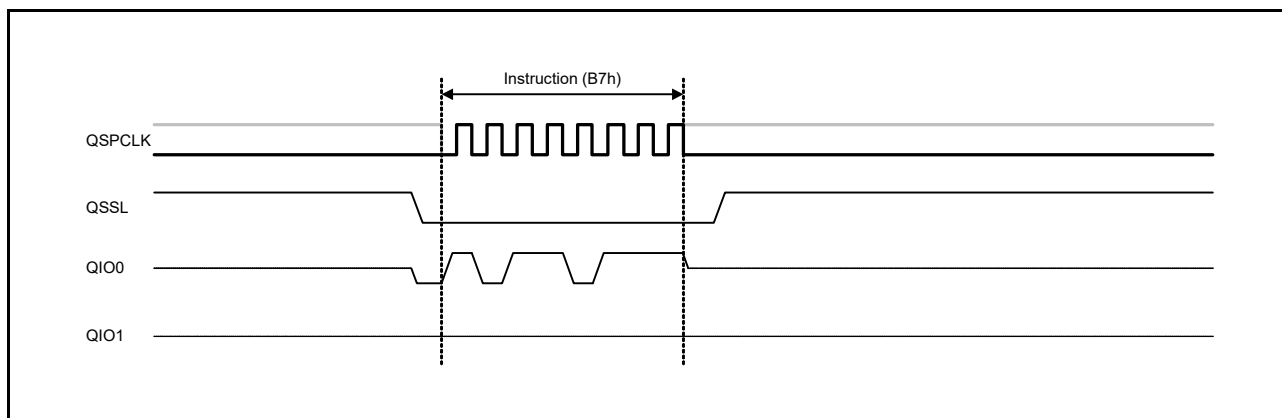 Instruction (B7h)
QSPCLK
QSSL
QIO0
QIO1